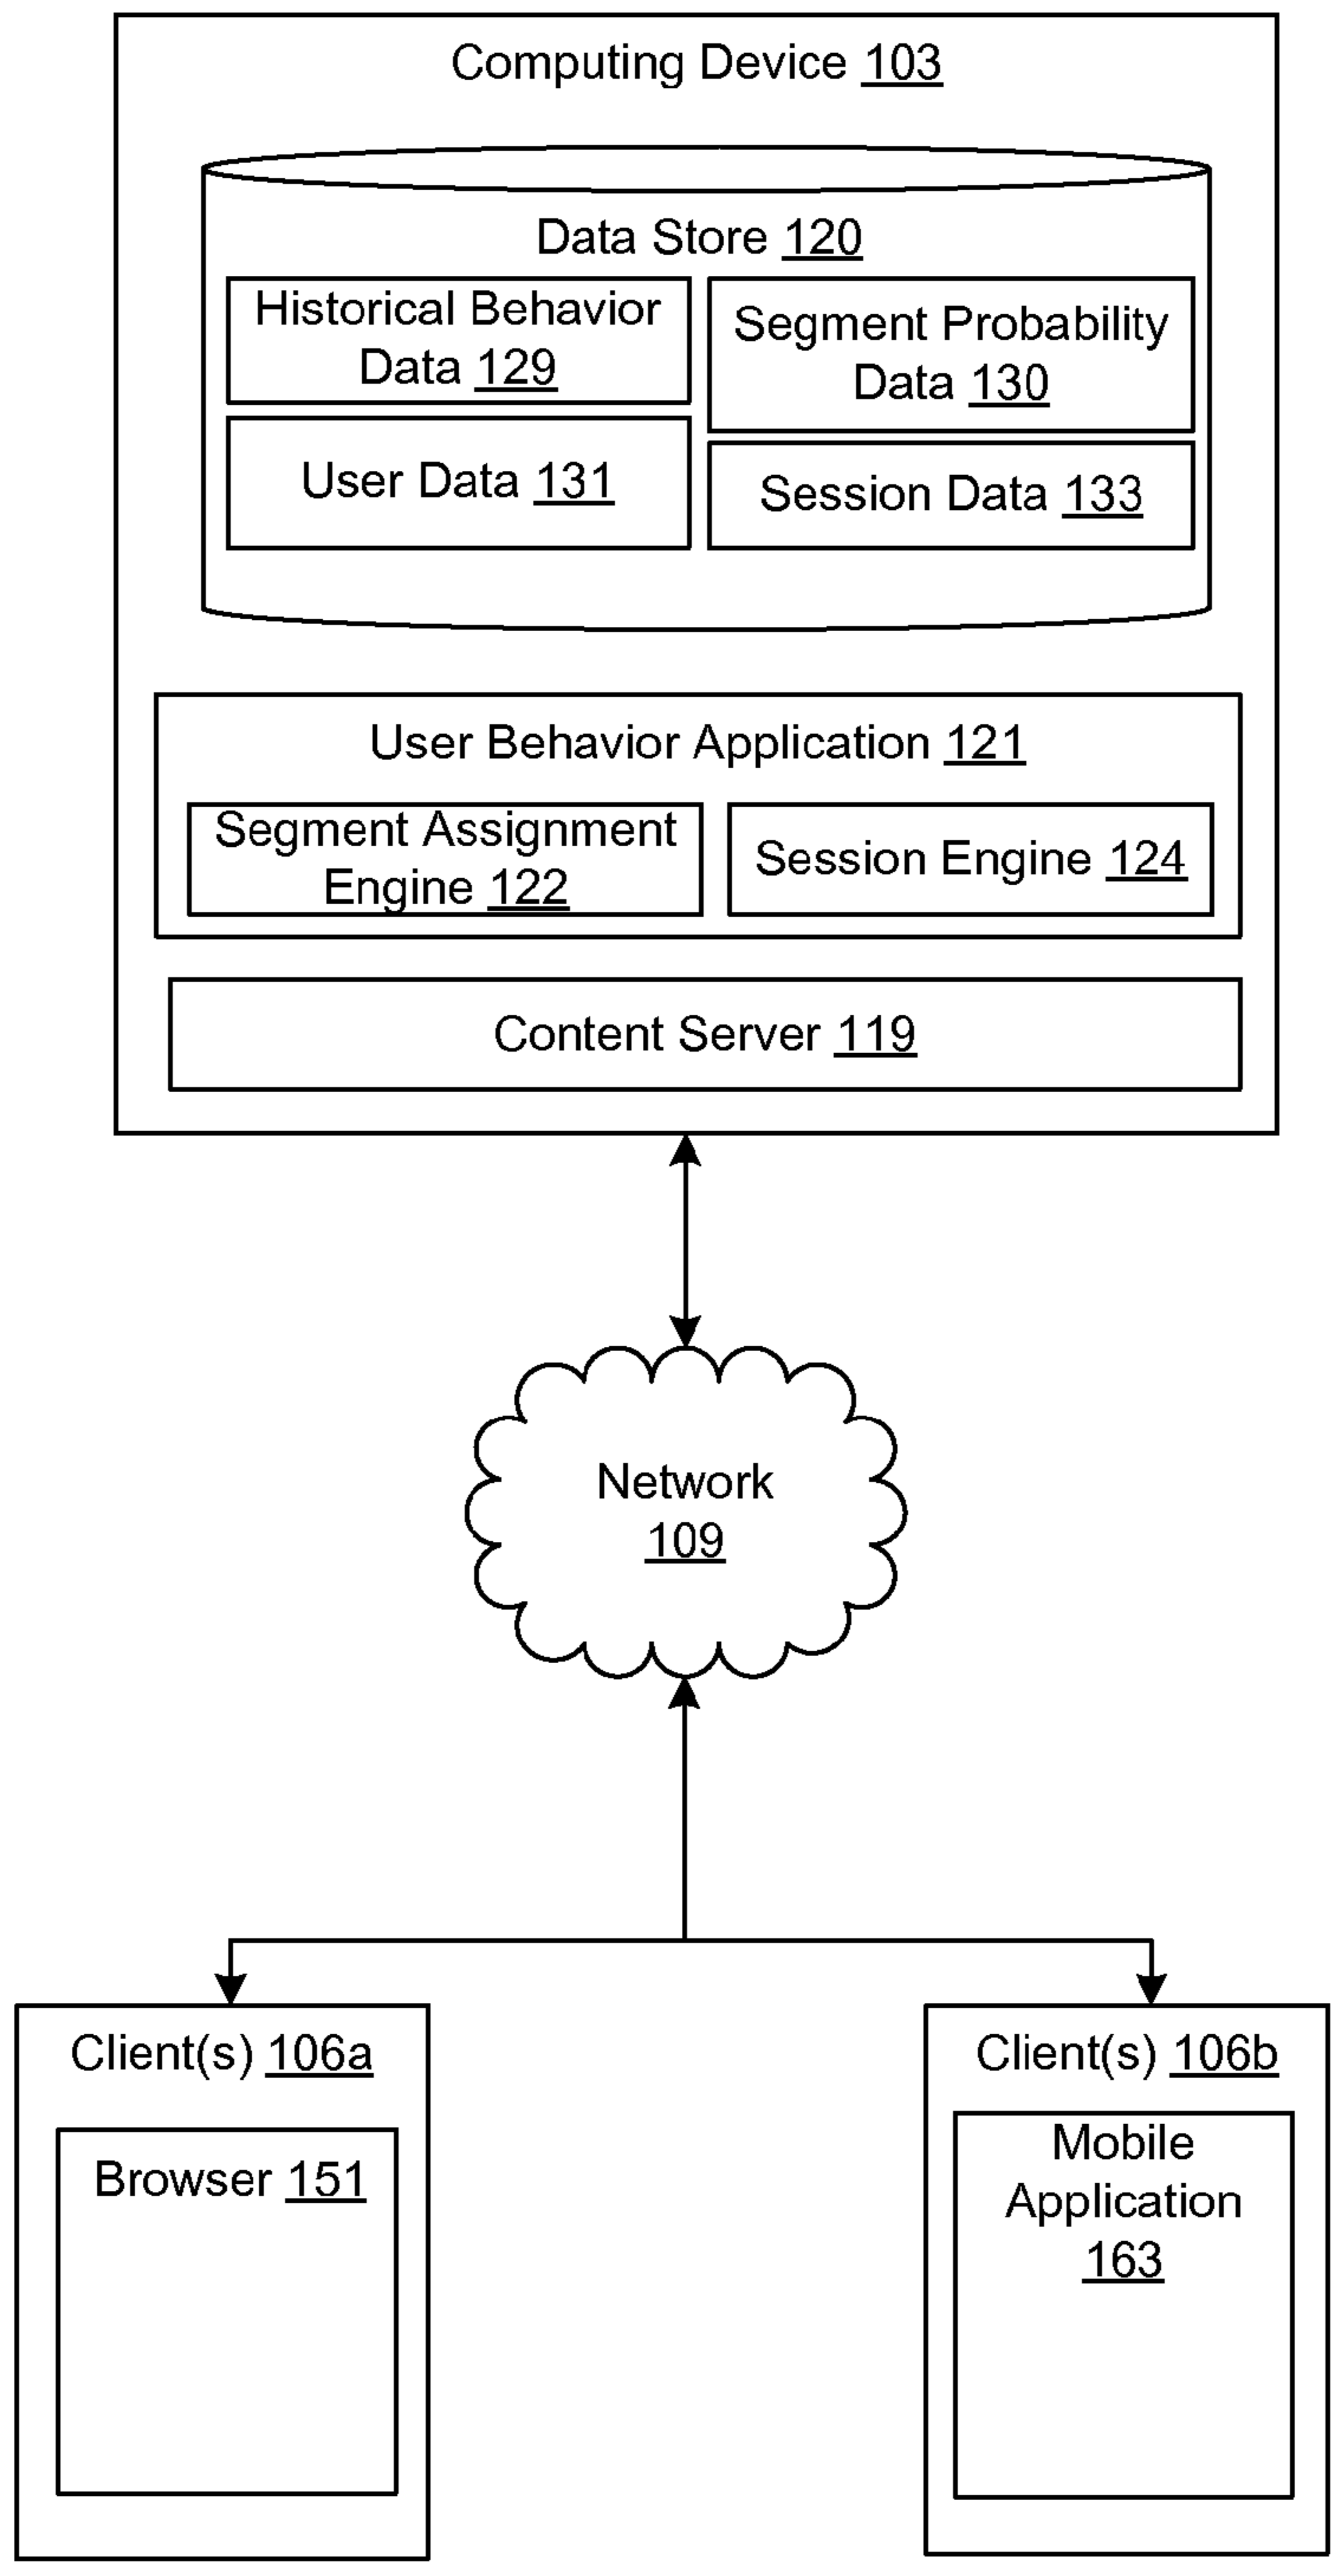 Computing Device 103
Data Store 120
Historical Behavior
Data 129
Segment Probability
Data 130
User Data 131
Session Data 133
User Behavior Application 121
Segment Assignment
Engine 122
Session Engine 124
Content Server 119
Network
109
Client(s) 106a
Browser 151
Client(s) 106b
Mobile
Application
163